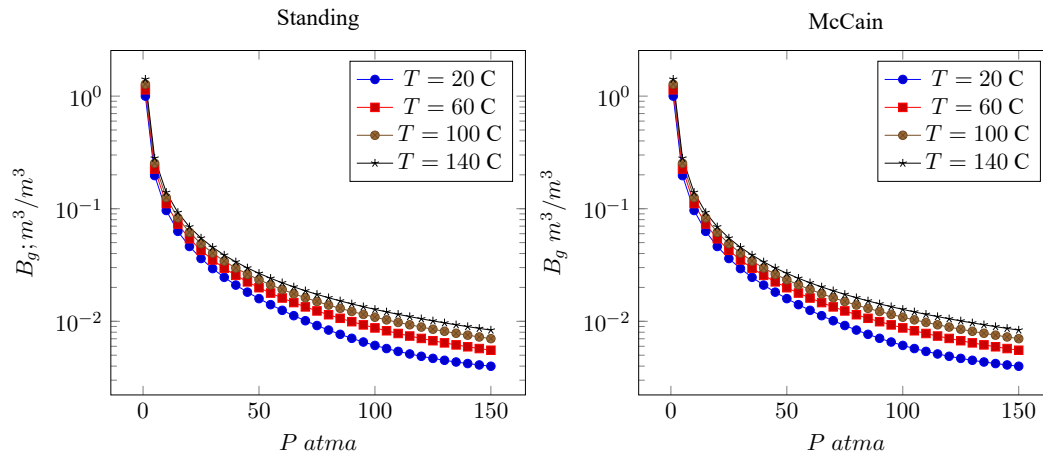 Standing
McCain
10^0
10^{-1}
10^{-2}
B_g; m^3/m^3
0
50
100
150
P atma
T = 20 C
T = 60 C
T = 100 C
T = 140 C
10^0
10^{-1}
10^{-2}
B_g m^3/m^3
0
50
100
150
P atma
T = 20 C
T = 60 C
T = 100 C
T = 140 C